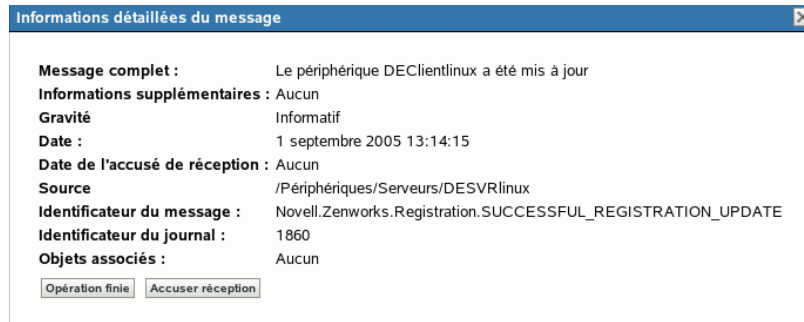 Informations détaillées du message
Message complet : Le périphérique DEClientlinux a été mis à jour
Informations supplémentaires : Aucun
Gravité Informatif
Date : 1 septembre 2005 13:14:15
Date de l'accusé de réception : Aucun
Source /Périphériques/Serveurs/DESVRlinux
Identificateur du message : Novell.Zenworks.Registration.SUCCESSFUL_REGISTRATION_UPDATE
Identificateur du journal : 1860
Objets associés : Aucun
Opération finie Accuser réception